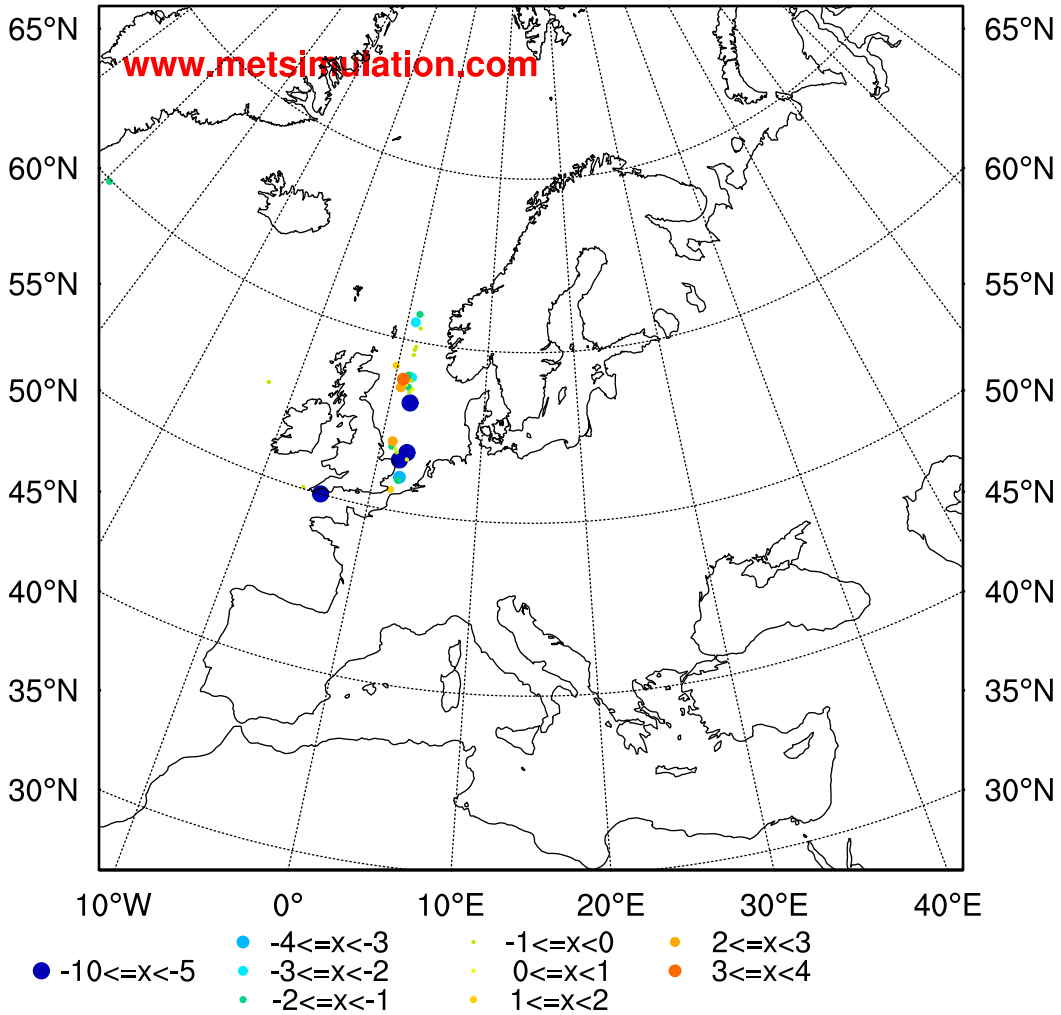 65°N 65°N
www.metsimulation.com
60°N 60°N
55°N 55°N
50°N 50°N
45°N 45°N
40°N 40°N
35°N 35°N
30°N 30°N
10°W 0° 10°E 20°E 30°E 40°E
-4<=x<-3 -1<=x<0 2<=x<3
-10<=x<-5 -3<=x<-2 0<=x<1 3<=x<4
-2<=x<-1 1<=x<2